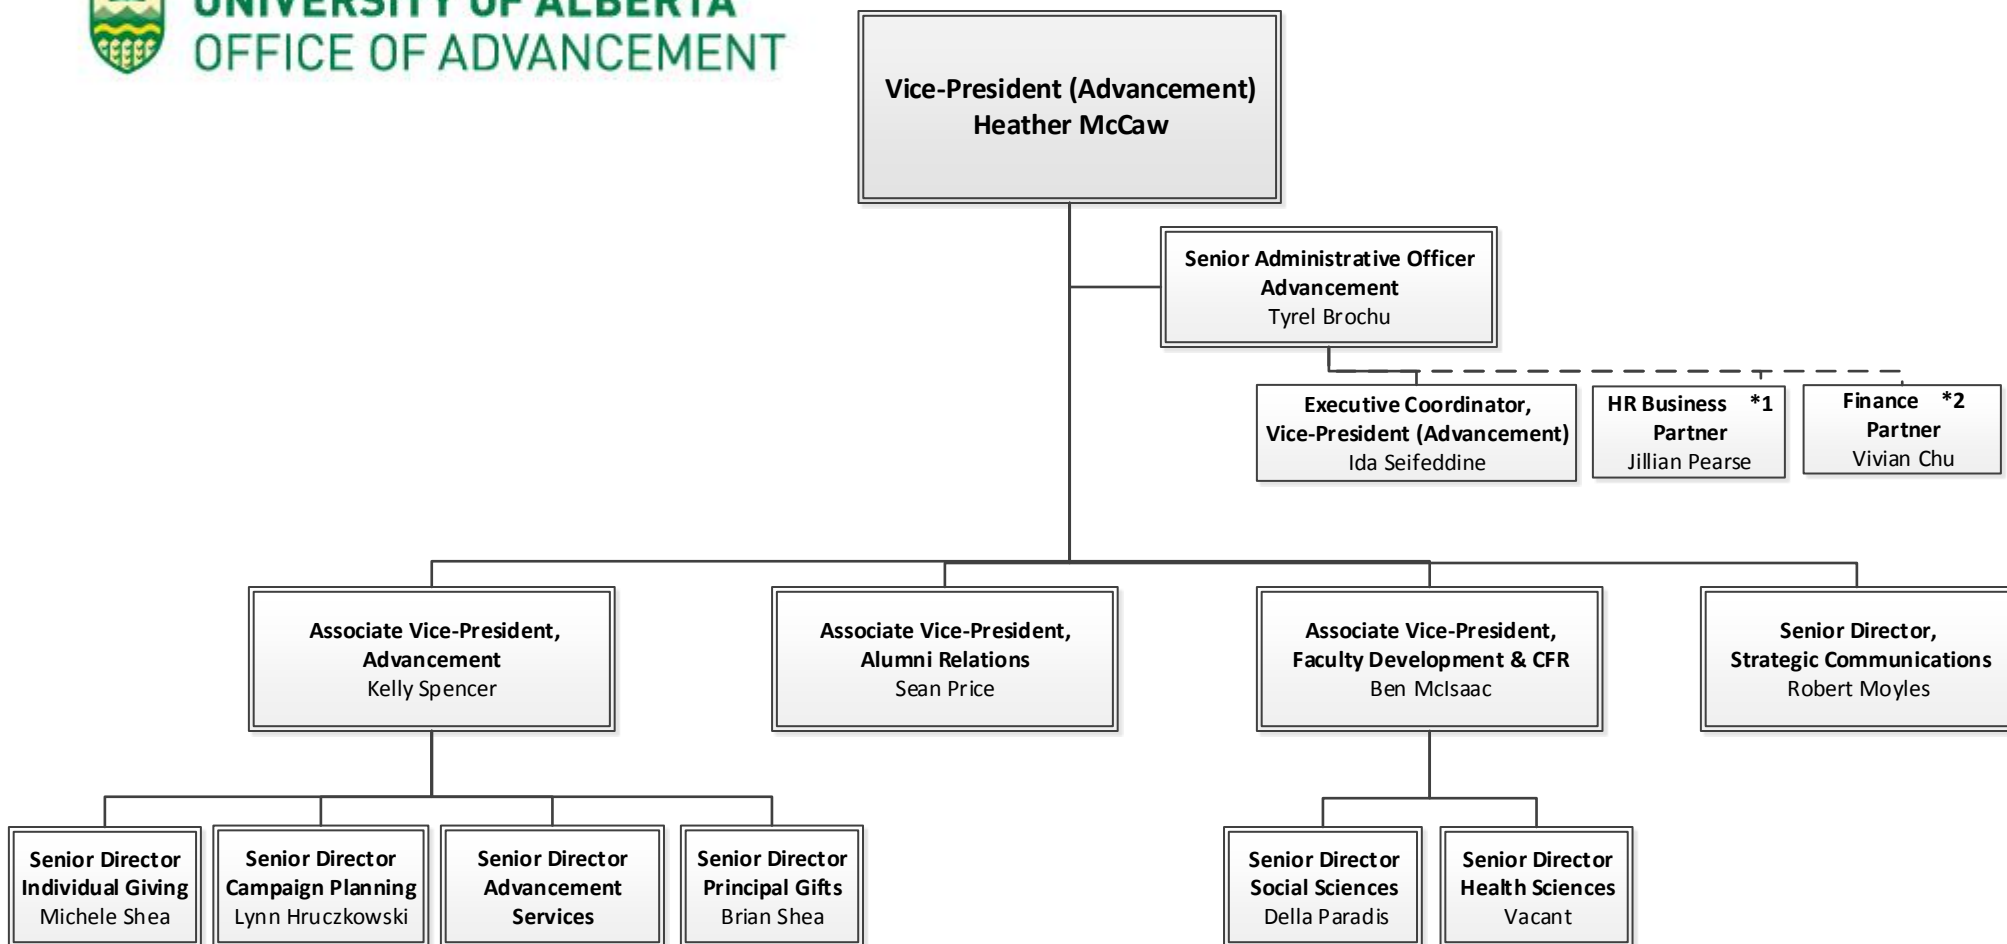 UNIVERSITY OF ALBERTA
OFFICE OF ADVANCEMENT
Vice-President (Advancement)
Heather McCaw
Senior Administrative Officer
Advancement
Tyrel Brochu
Executive Coordinator,
Vice-President (Advancement)
Ida Seifeddine
HR Business *1
Partner
Jillian Pearse
Finance *2
Partner
Vivian Chu
Associate Vice-President,
Advancement
Kelly Spencer
Associate Vice-President,
Alumni Relations
Sean Price
Associate Vice-President,
Faculty Development & CFR
Ben McIsaac
Senior Director,
Strategic Communications
Robert Moyles
Senior Director
Individual Giving
Michele Shea
Senior Director
Campaign Planning
Lynn Hruczkowski
Senior Director
Advancement
Services
Senior Director
Principal Gifts
Brian Shea
Senior Director
Social Sciences
Della Paradis
Senior Director
Health Sciences
Vacant